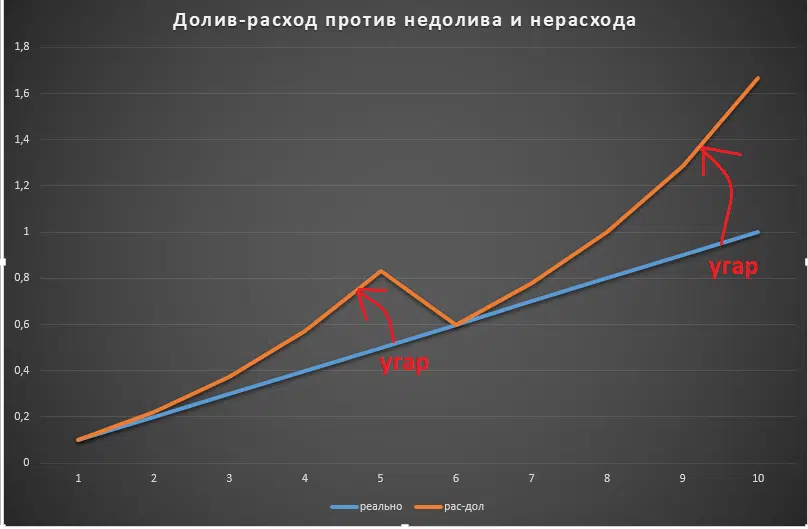 Долив-расход против недолива и нерасхода
1,8
1,6
1,4
1,2
1
0,8
0,6
0,4
0,2
0
угар
угар
1 2 3 4 5 6 7 8 9 10
реально рас-дол